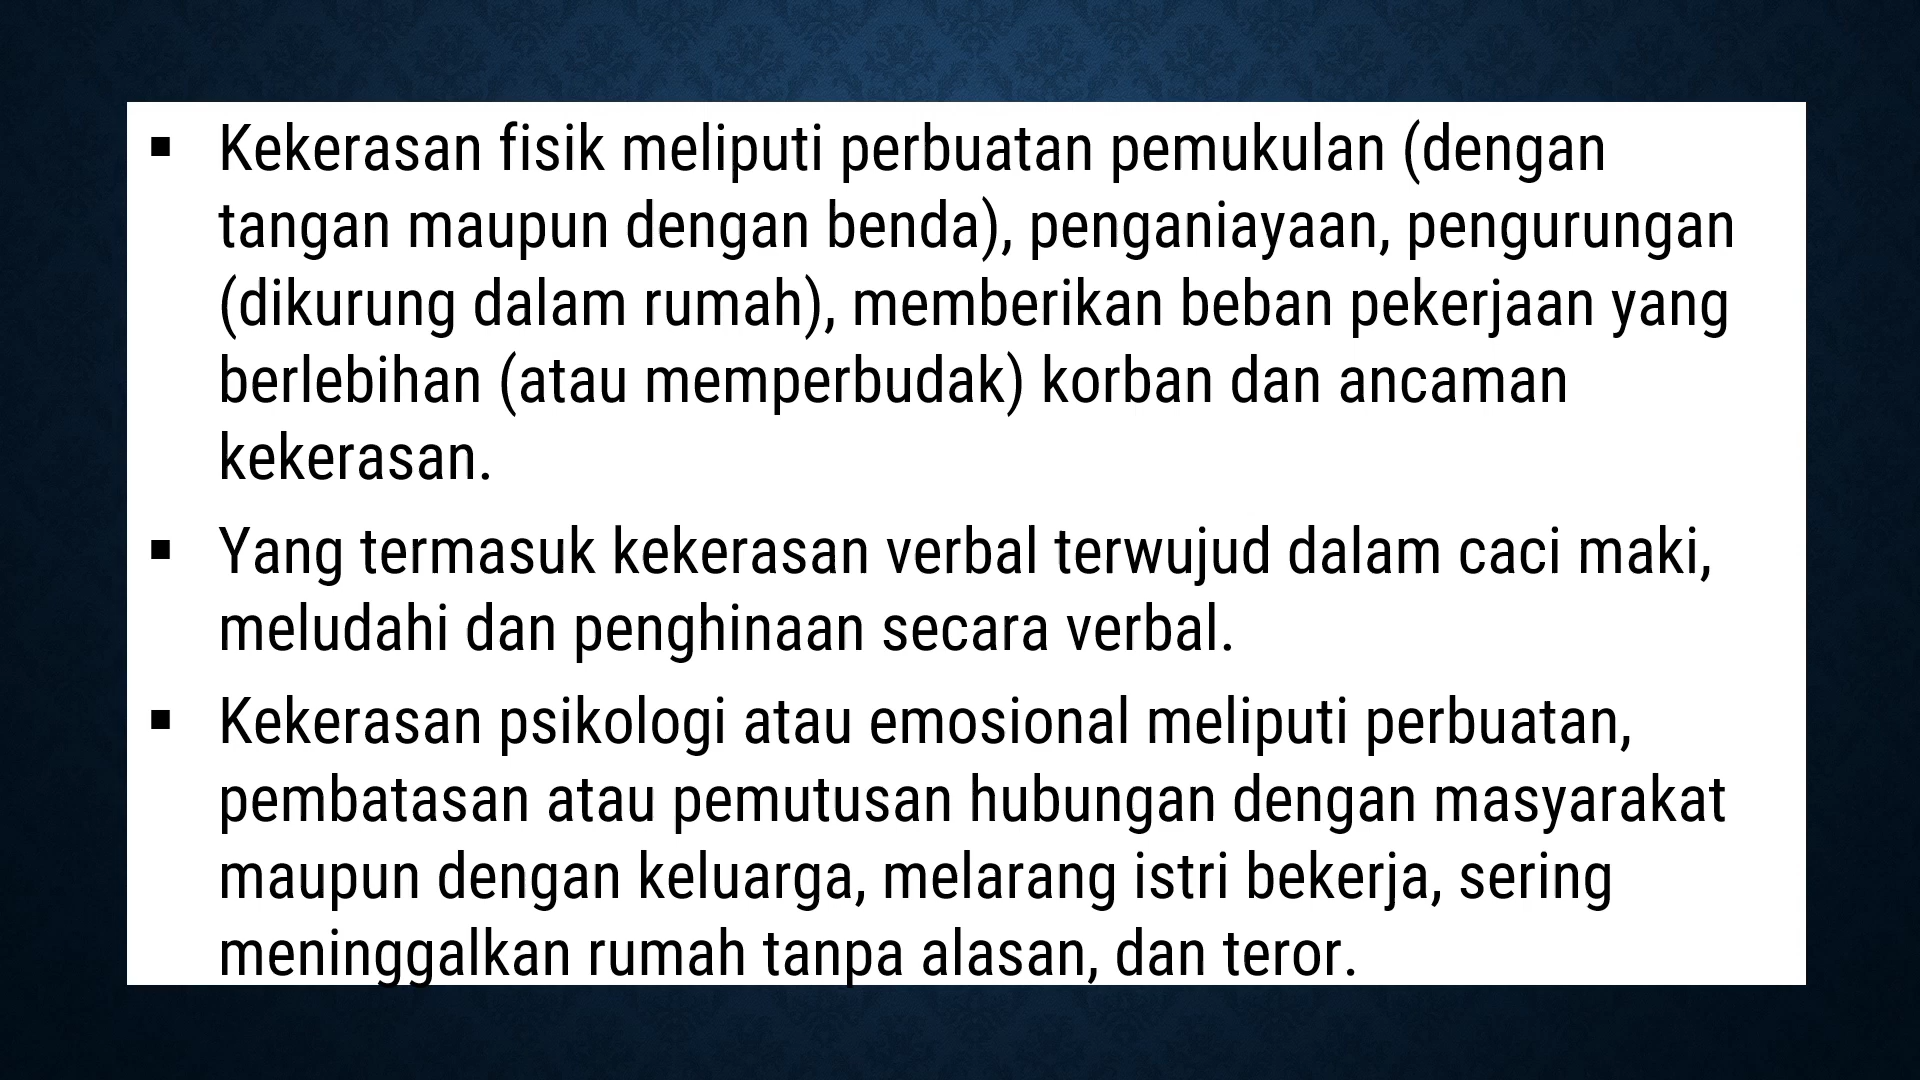 ▪ Kekerasan fisik meliputi perbuatan pemukulan (dengan
tangan maupun dengan benda), penganiayaan, pengurungan
(dikurung dalam rumah), memberikan beban pekerjaan yang
berlebihan (atau memperbudak) korban dan ancaman
kekerasan.
▪ Yang termasuk kekerasan verbal terwujud dalam caci maki,
meludahi dan penghinaan secara verbal.
▪ Kekerasan psikologi atau emosional meliputi perbuatan,
pembatasan atau pemutusan hubungan dengan masyarakat
maupun dengan keluarga, melarang istri bekerja, sering
meninggalkan rumah tanpa alasan, dan teror.